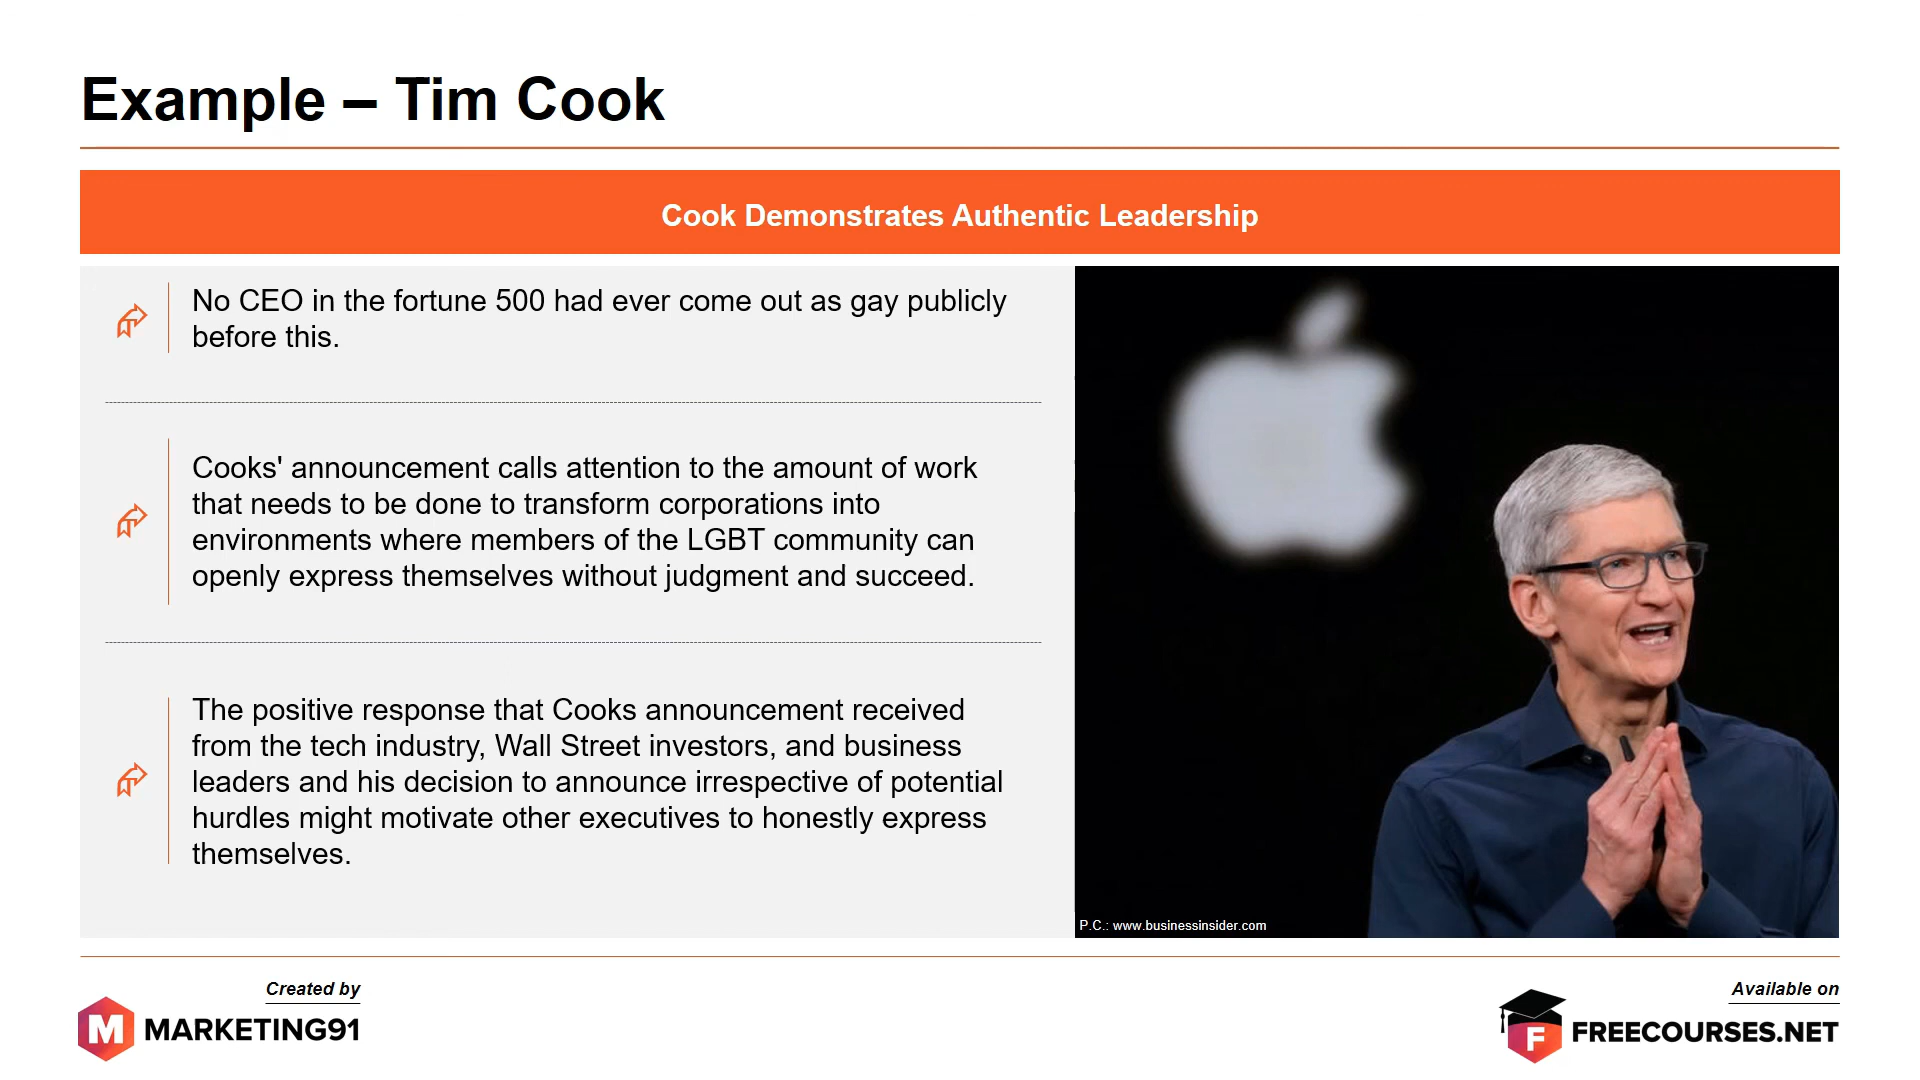 Example – Tim Cook
Cook Demonstrates Authentic Leadership
No CEO in the fortune 500 had ever come out as gay publicly
before this.
Cooks' announcement calls attention to the amount of work
that needs to be done to transform corporations into
environments where members of the LGBT community can
openly express themselves without judgment and succeed.
The positive response that Cooks announcement received
from the tech industry, Wall Street investors, and business
leaders and his decision to announce irrespective of potential
hurdles might motivate other executives to honestly express
themselves.
P.C.: www.businessinsider.com
Created by
M MARKETING91
Available on
F FREECOURSES.NET